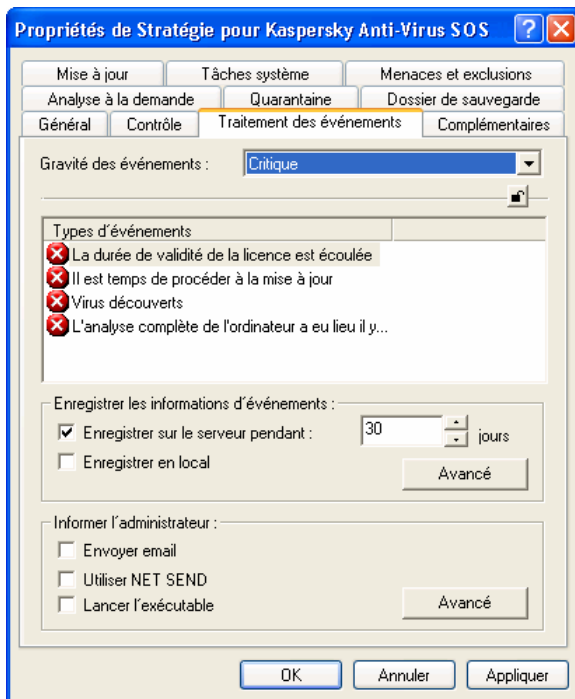 Propriétés de Stratégie pour Kaspersky Anti-Virus SOS
Mise à jour
Tâches système
Menaces et exclusions
Analyse à la demande
Quarantaine
Dossier de sauvegarde
Général
Contrôle
Traitement des événements
Complémentaires
Gravité des événements :
Critique
Types d'événements
La durée de validité de la licence est écoulée
Il est temps de procéder à la mise à jour
Virus découverts
L'analyse complète de l'ordinateur a eu lieu il y...
Enregistrer les informations d'événements :
Enregistrer sur le serveur pendant :
30
jours
Enregistrer en local
Avancé
Informer l'administrateur :
Envoyer email
Utiliser NET SEND
Lancer l'exécutable
Avancé
OK
Annuler
Appliquer